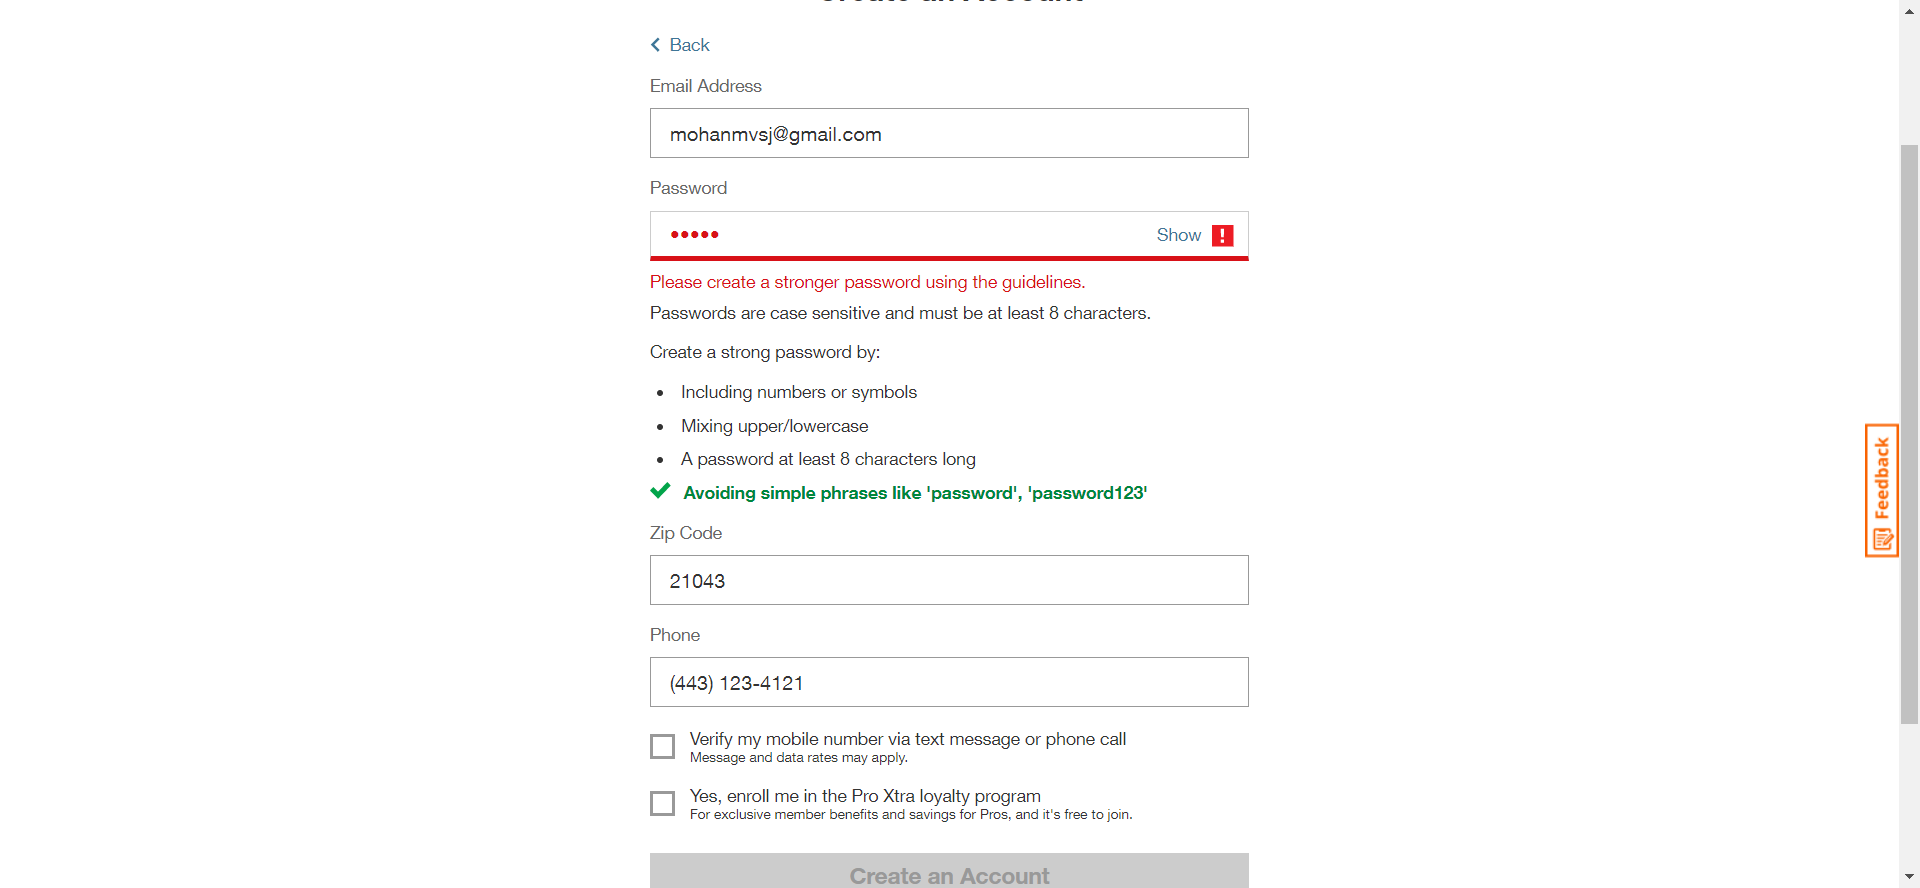 Create an Account
Back
Email Address
mohanmvsj@gmail.com
Password
•••••
Show
Please create a stronger password using the guidelines.
Passwords are case sensitive and must be at least 8 characters.
Create a strong password by:
• Including numbers or symbols
• Mixing upper/lowercase
• A password at least 8 characters long
Avoiding simple phrases like 'password', 'password123'
Zip Code
21043
Phone
(443) 123-4121
Verify my mobile number via text message or phone call
Message and data rates may apply.
Yes, enroll me in the Pro Xtra loyalty program
For exclusive member benefits and savings for Pros, and it's free to join.
Create an Account
Feedback